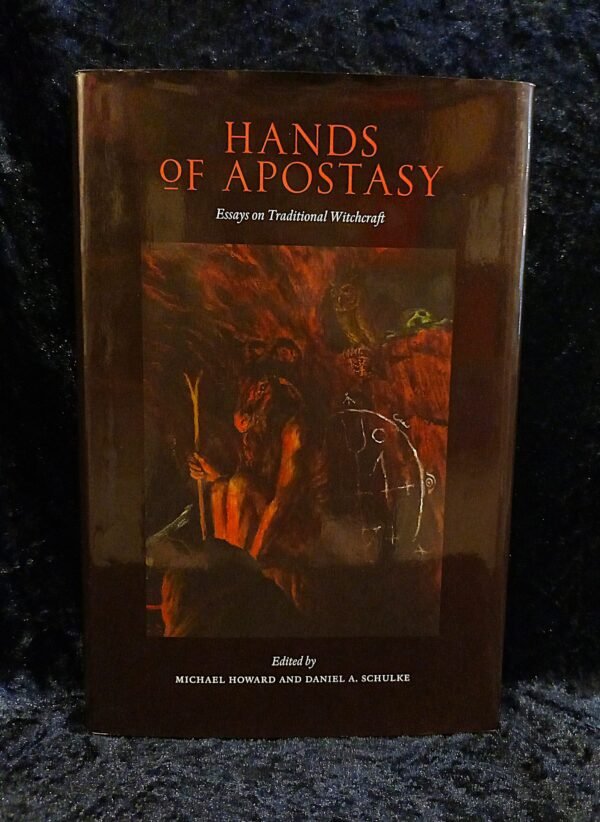 HANDS
OF APOSTASY
Essays on Traditional Witchcraft
Edited by
MICHAEL HOWARD AND DANIEL A. SCHULKE